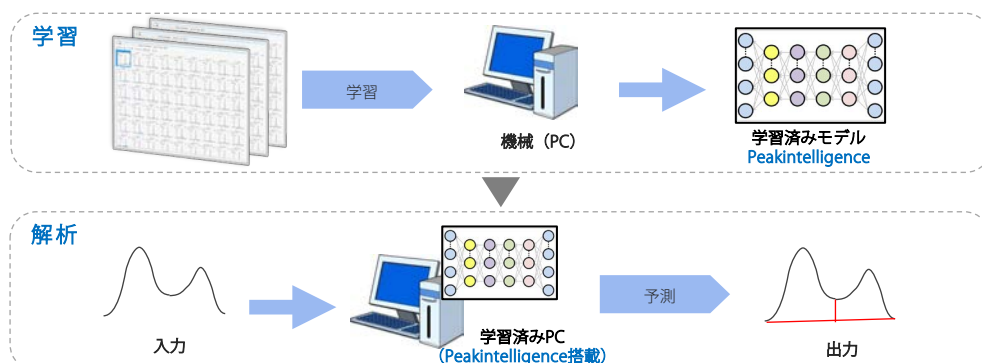 学習
学習
機械（PC）
学習済みモデル
Peakintelligence
解析
予測
入力
学習済みPC
（Peakintelligence搭載）
出力